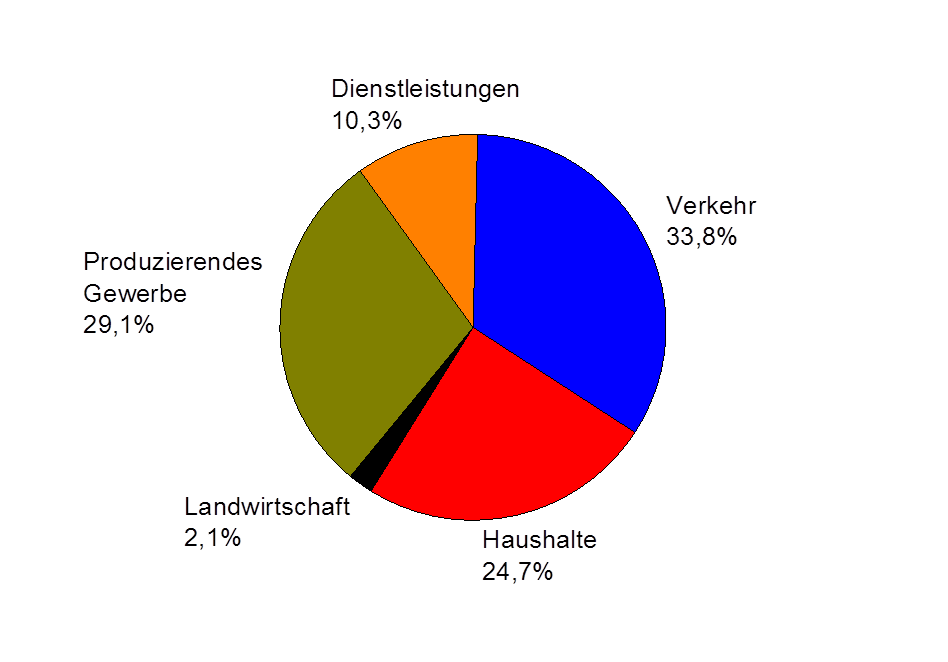 Dienstleistungen
10,3%
Verkehr
33,8%
Produzierendes
Gewerbe
29,1%
Landwirtschaft
2,1%
Haushalte
24,7%